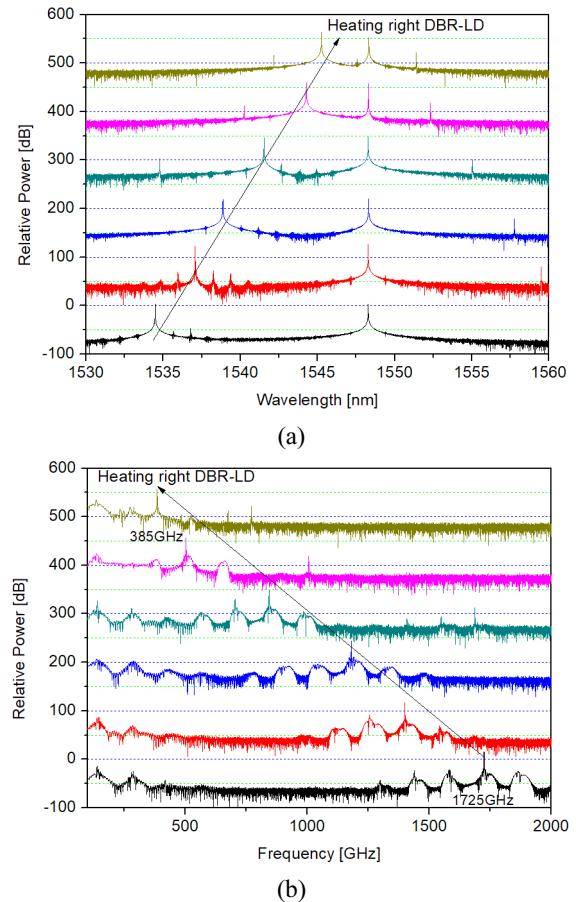 600
Heating right DBR-LD
500
400
300
200
100
0
-100
Relative Power [dB]
1530 1535 1540 1545 1550 1555 1560
Wavelength [nm]
(a)
600
Heating right DBR-LD
500
385GHz
400
300
200
100
0
1725GHz
-100
Relative Power [dB]
500 1000 1500 2000
Frequency [GHz]
(b)